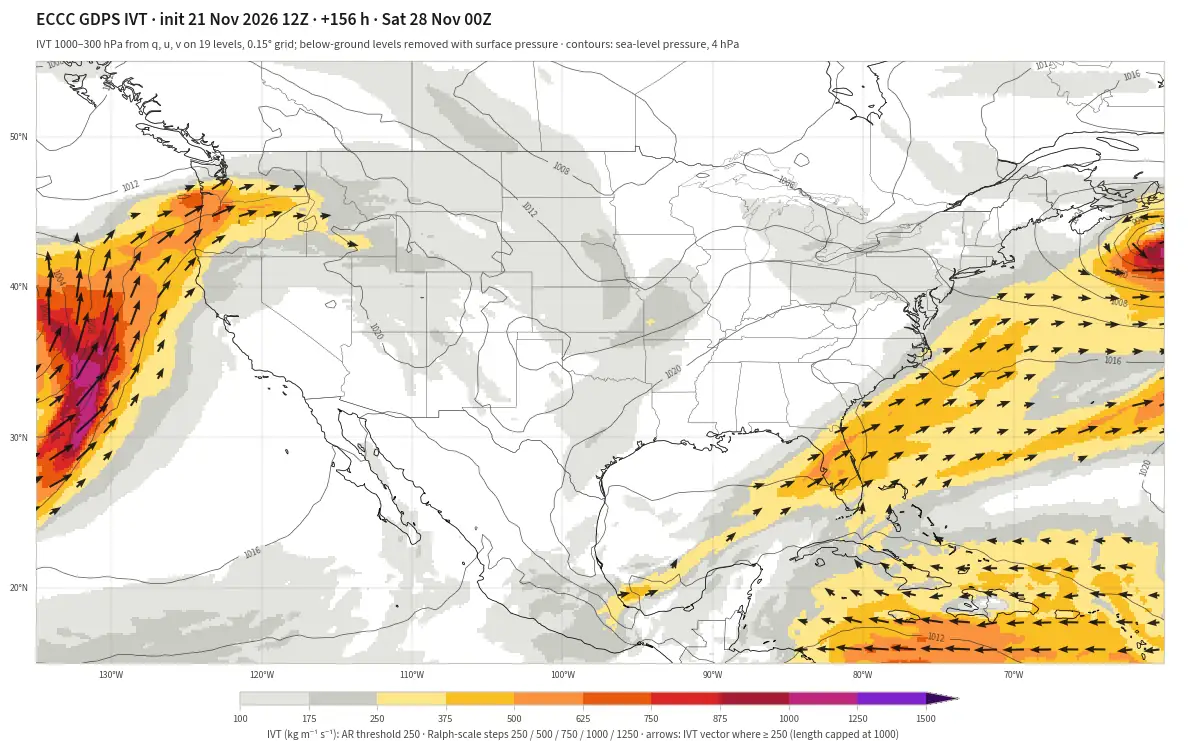 ECCC GDPS IVT · init 21 Nov 2026 12Z · +156 h · Sat 28 Nov 00Z
IVT 1000–300 hPa from q, u, v on 19 levels, 0.15° grid; below-ground levels removed with surface pressure · contours: sea-level pressure, 4 hPa
1016
1008
1012
1012
1004
1020
1020
1008
1016
1020
1016
1012
50°N
40°N
30°N
20°N
130°W 120°W 110°W 100°W 90°W 80°W 70°W
100 175 250 375 500 625 750 875 1000 1250 1500
IVT (kg m⁻¹ s⁻¹): AR threshold 250 · Ralph-scale steps 250 / 500 / 750 / 1000 / 1250 · arrows: IVT vector where ≥ 250 (length capped at 1000)